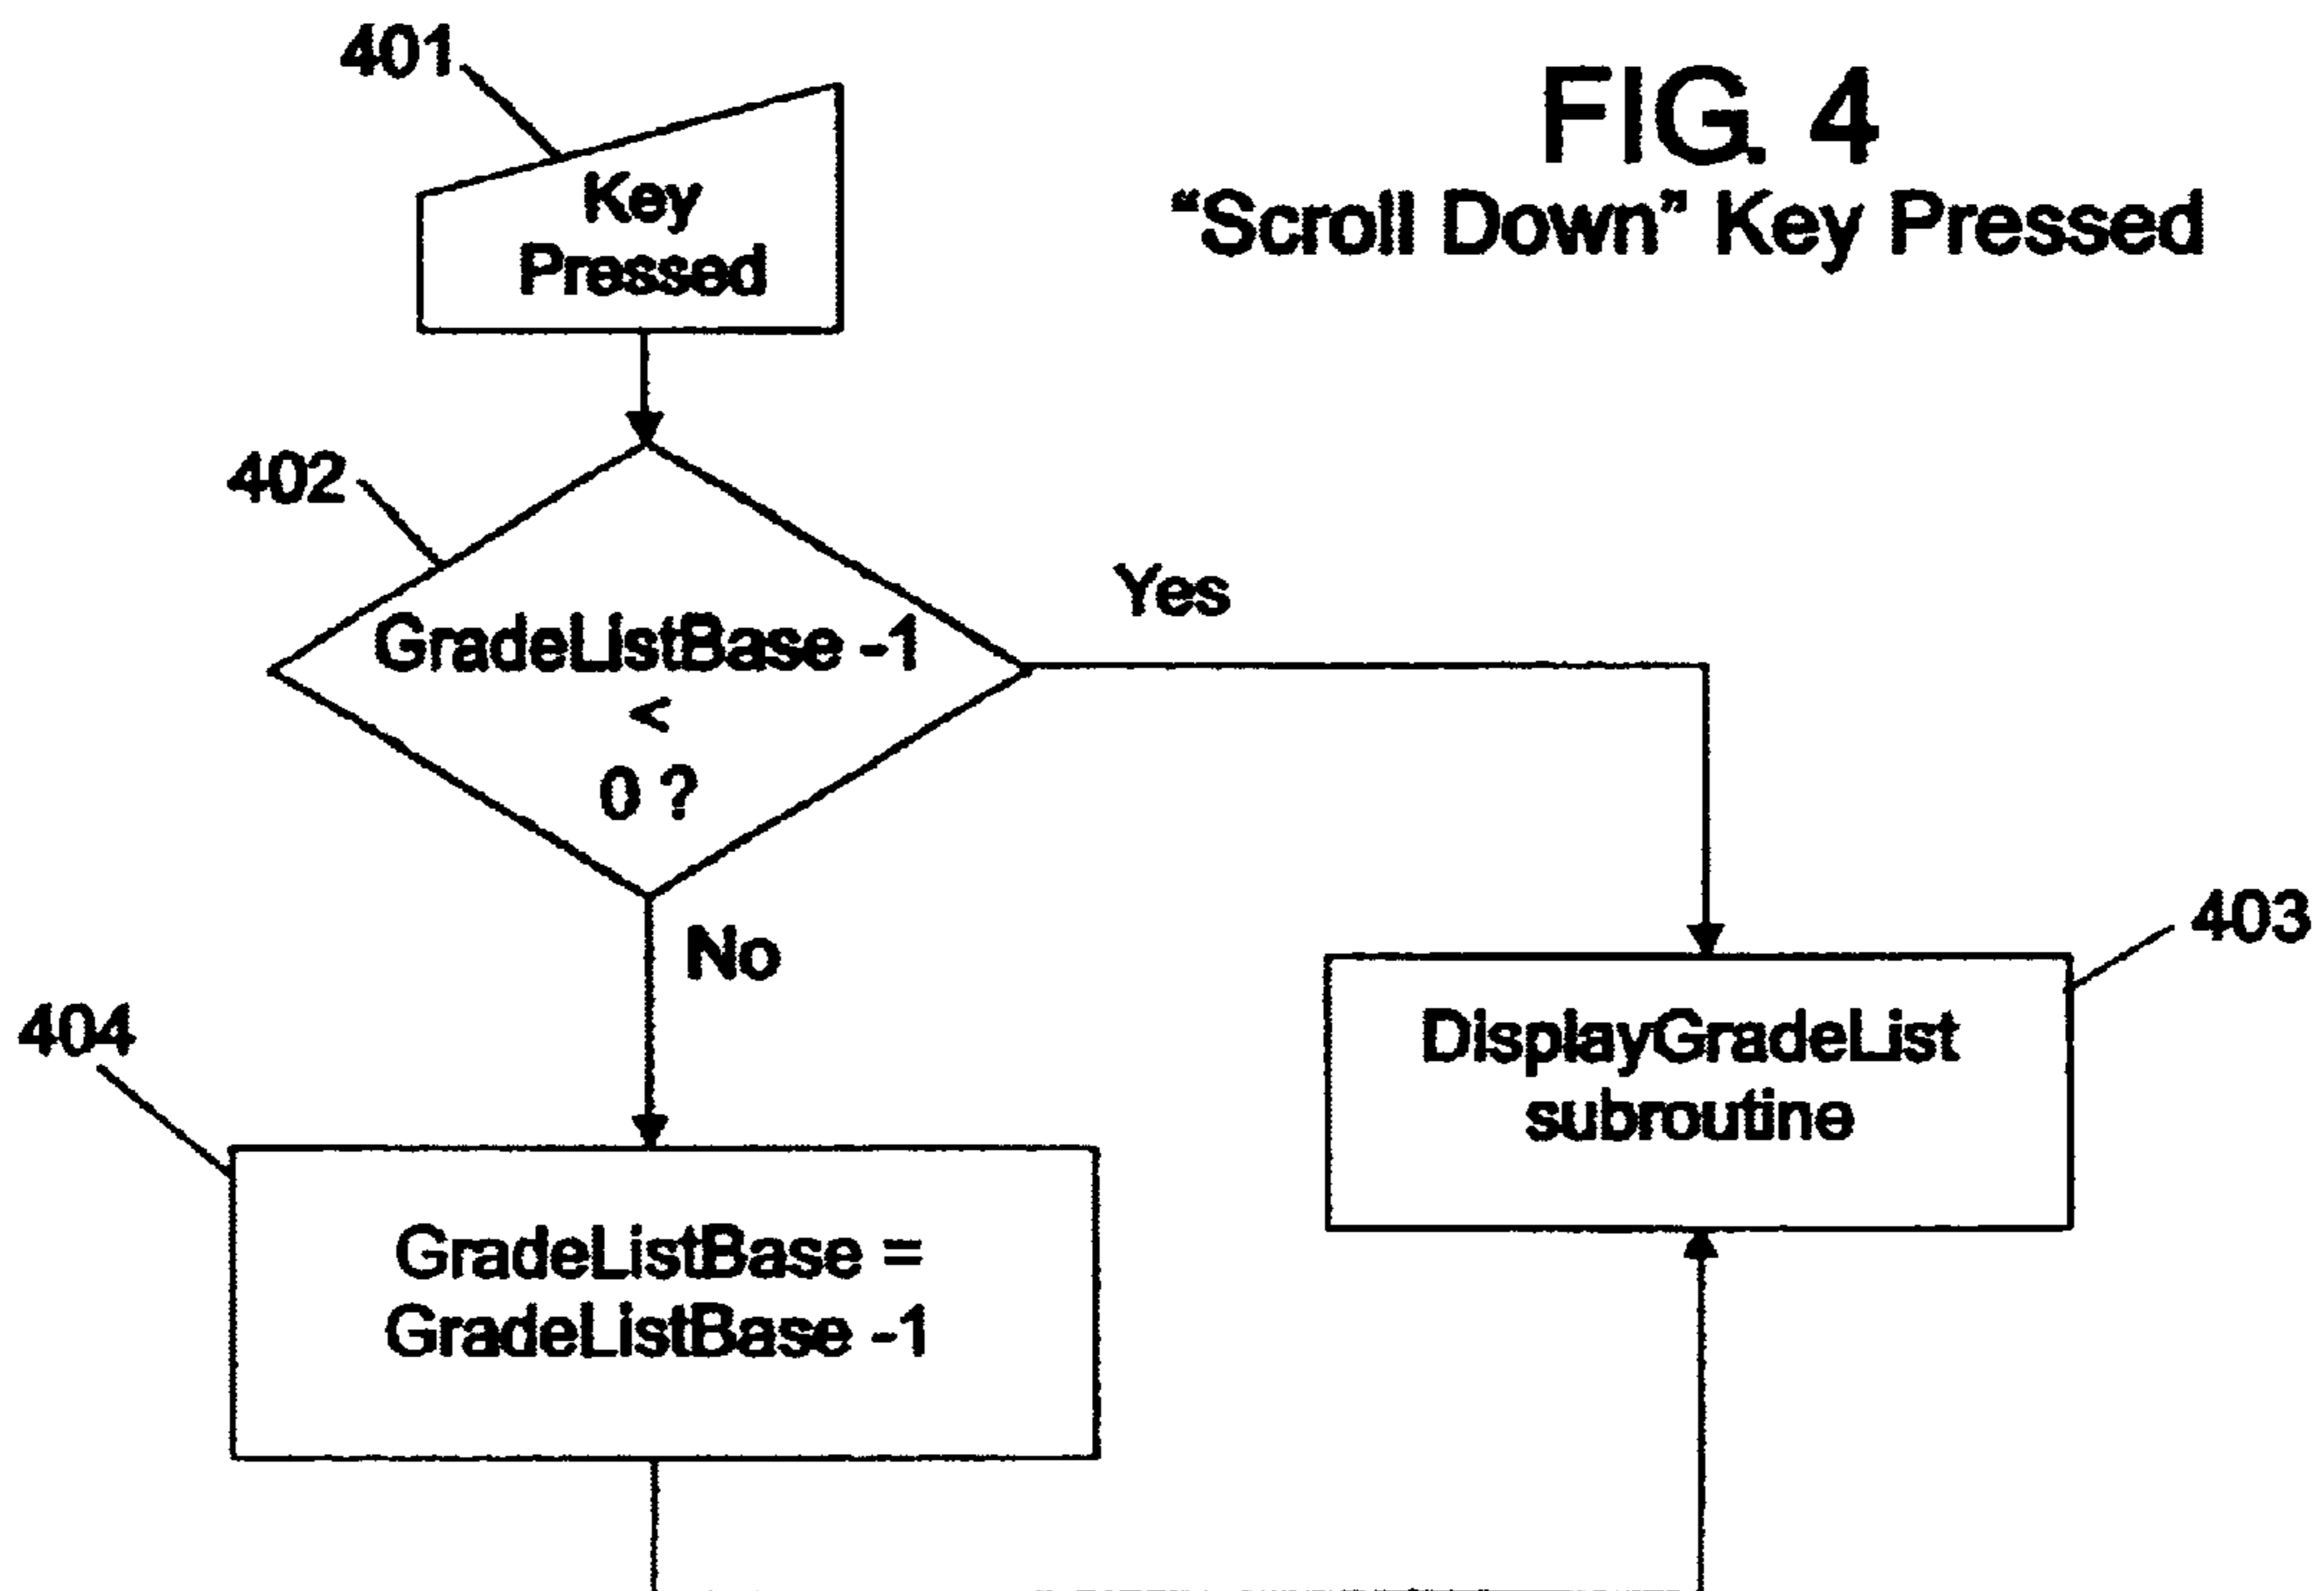 FIG. 4
“Scroll Down” Key Pressed
401
Key
Pressed
402
GradeListBase -1
<
0 ?
Yes
No
403
DisplayGradeList
subroutine
404
GradeListBase =
GradeListBase -1